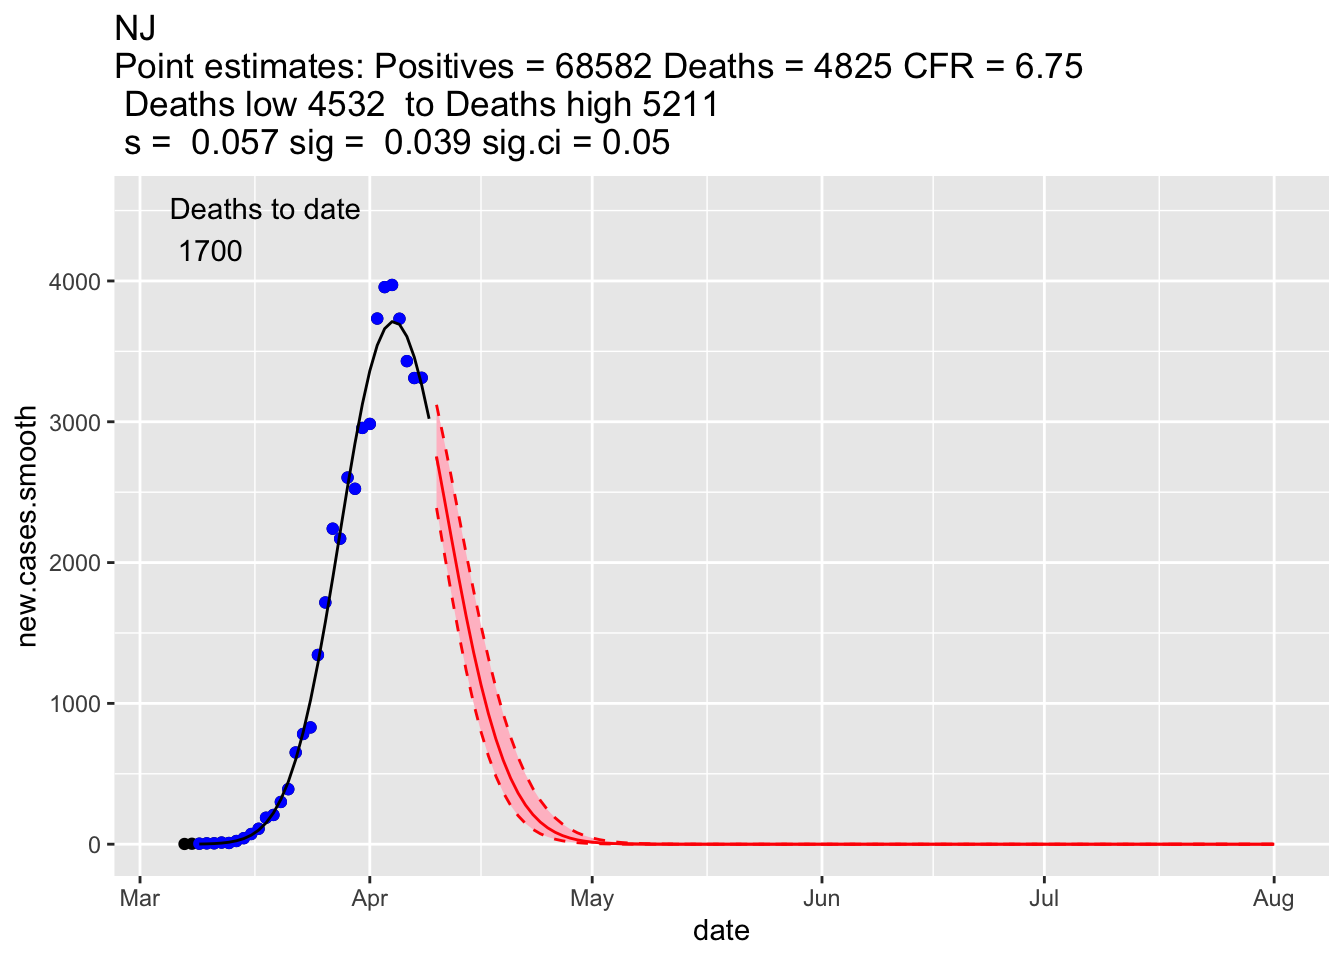 NJ
Point estimates: Positives = 68582 Deaths = 4825 CFR = 6.75
Deaths low 4532  to Deaths high 5211
s =  0.057 sig =  0.039 sig.ci = 0.05
Deaths to date
1700
4000
3000
2000
1000
0
new.cases.smooth
Mar Apr May Jun Jul Aug
date